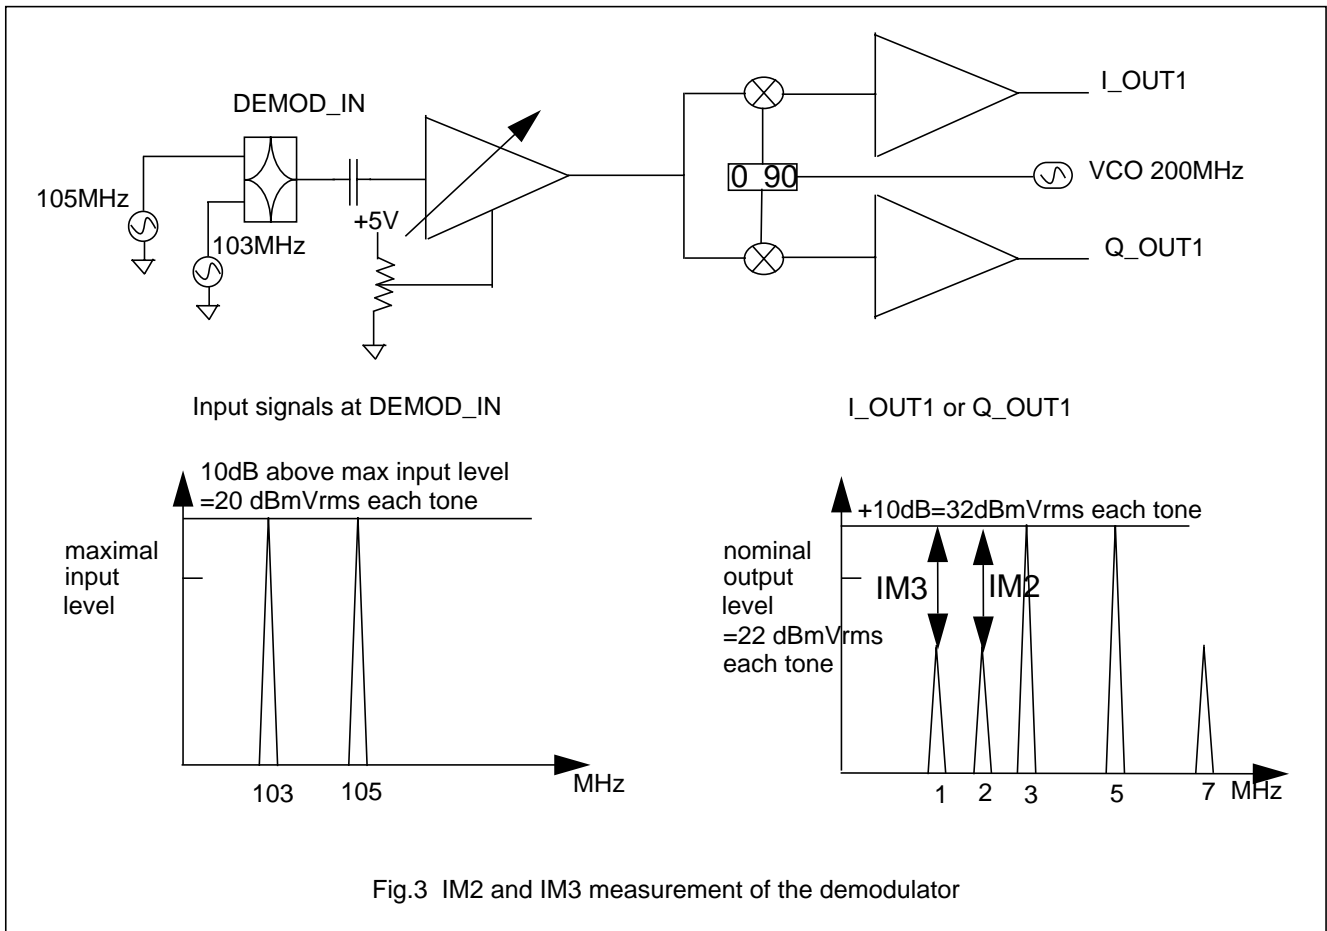 DEMOD_IN
I_OUT1
105MHz
103MHz
+5V
0 90
VCO 200MHz
Q_OUT1
Input signals at DEMOD_IN
10dB above max input level
=20 dBmVrms each tone
maximal
input
level
103
105
MHz
I_OUT1 or Q_OUT1
+10dB=32dBmVrms each tone
nominal
output
level
=22 dBmVrms
each tone
IM3
IM2
1
2
3
5
7
MHz
Fig.3 IM2 and IM3 measurement of the demodulator